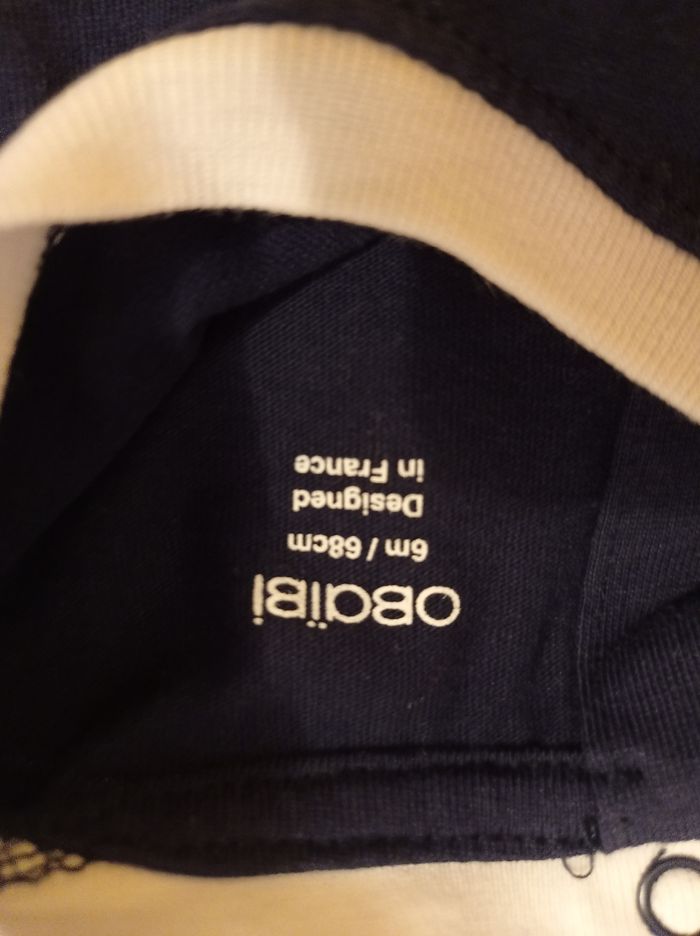 OBaïBi
6m / 68cm
Designed
in France